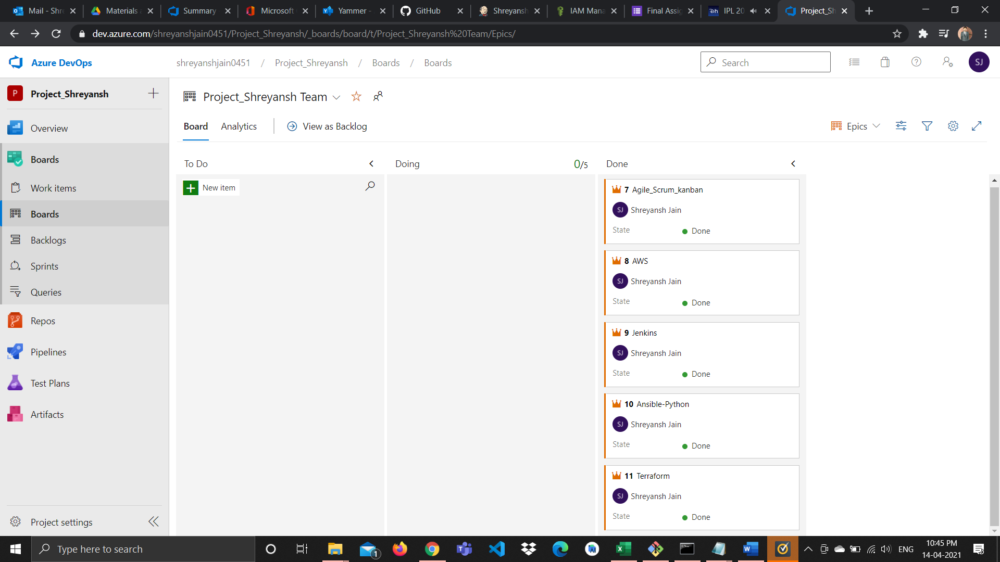 Mail - Shre
Materials a
Summary
Microsoft
Yammer -
GitHub
Shreyansh
IAM Mana
Final Assig
IPL 20
Project_Sh
dev.azure.com/shreyanshjain0451/Project_Shreyansh/_boards/board/t/Project_Shreyansh%20Team/Epics/
Azure DevOps
shreyanshjain0451 / Project_Shreyansh / Boards / Boards
Search
SJ
P
Project_Shreyansh
Overview
Boards
Work items
Boards
Backlogs
Sprints
Queries
Repos
Pipelines
Test Plans
Artifacts
Project settings
Project_Shreyansh Team
Board
Analytics
View as Backlog
Epics
To Do
New item
Doing
0/5
Done
7 Agile_Scrum_kanban
SJ Shreyansh Jain
State Done
8 AWS
SJ Shreyansh Jain
State Done
9 Jenkins
SJ Shreyansh Jain
State Done
10 Ansible-Python
SJ Shreyansh Jain
State Done
11 Terraform
SJ Shreyansh Jain
State Done
Type here to search
1
ENG
10:45 PM
14-04-2021